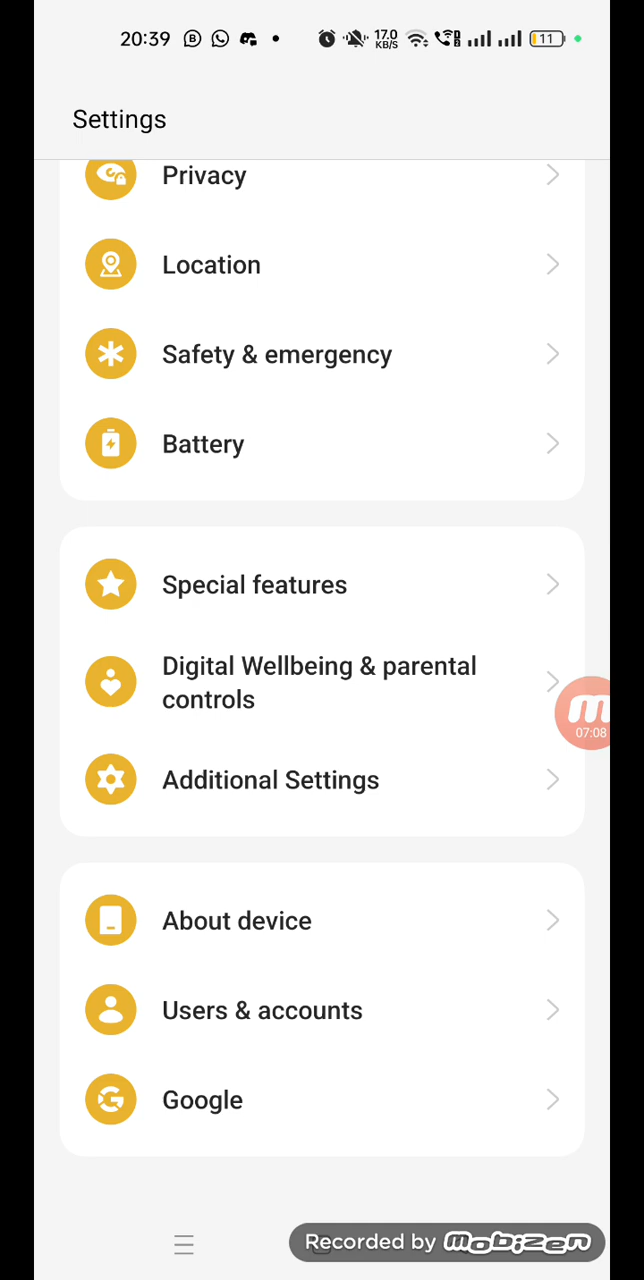 20:39
17.0
KB/S
11
Settings
Privacy
Location
Safety & emergency
Battery
Special features
Digital Wellbeing & parental
controls
07:08
Additional Settings
About device
Users & accounts
Google
Recorded by mobizen